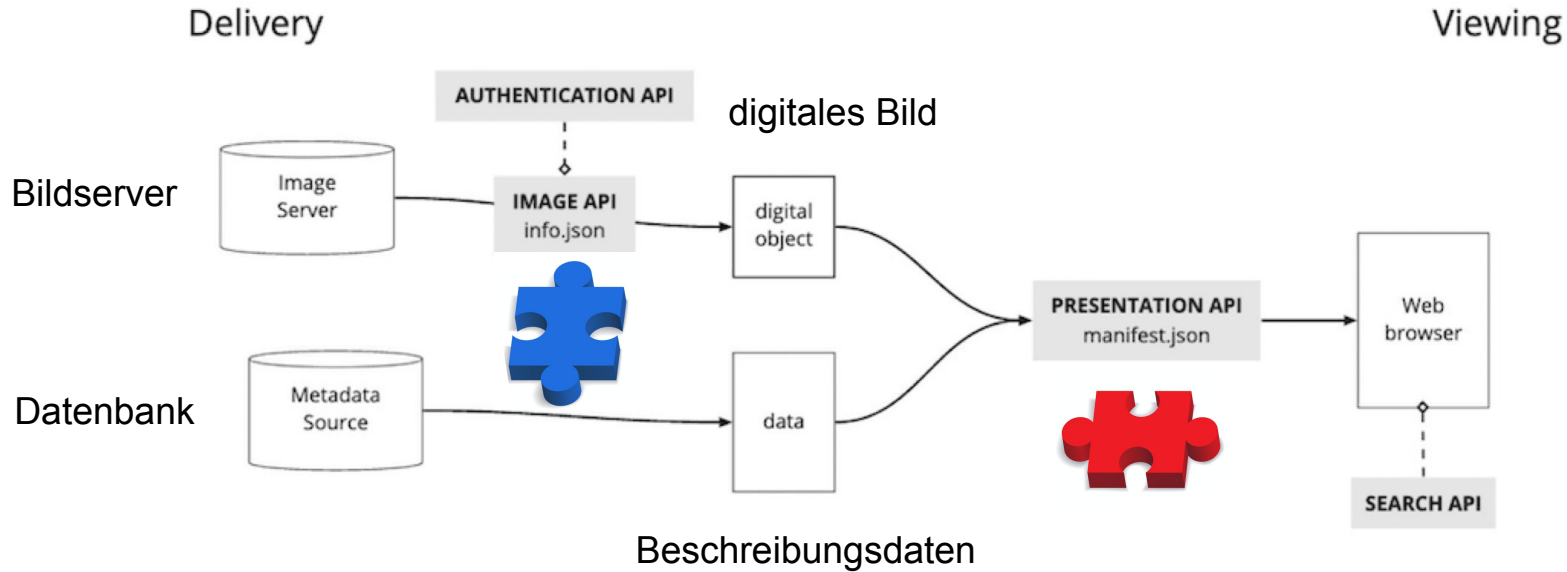 Delivery
Viewing
AUTHENTICATION API
digitales Bild
Bildserver
Image
Server
IMAGE API
info.json
digital
object
PRESENTATION API
manifest.json
Web
browser
Datenbank
Metadata
Source
data
SEARCH API
Beschreibungsdaten